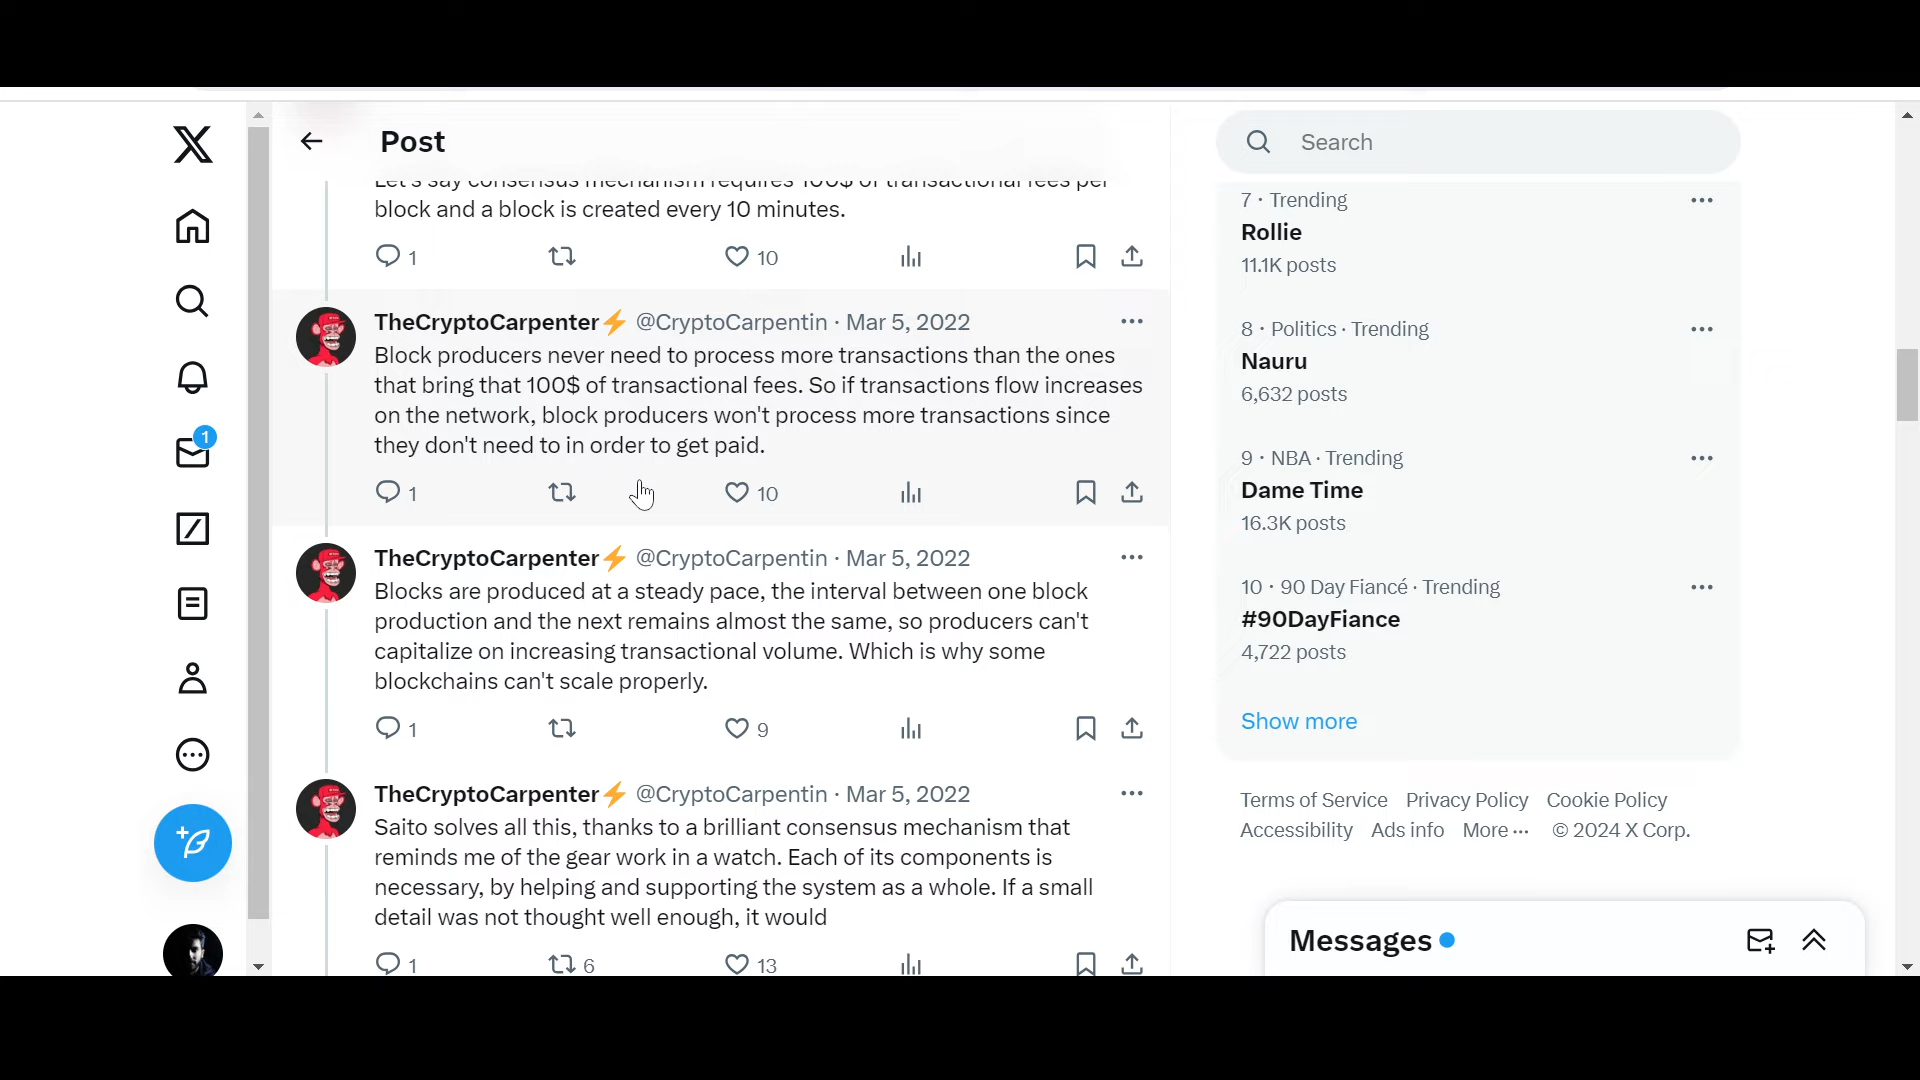 Post
Let's say consensus mechanism requires 100$ of transactional fees per
block and a block is created every 10 minutes.
1
10
TheCryptoCarpenter⚡ @CryptoCarpentin · Mar 5, 2022
Block producers never need to process more transactions than the ones
that bring that 100$ of transactional fees. So if transactions flow increases
on the network, block producers won't process more transactions since
they don't need to in order to get paid.
1
10
TheCryptoCarpenter⚡ @CryptoCarpentin · Mar 5, 2022
Blocks are produced at a steady pace, the interval between one block
production and the next remains almost the same, so producers can't
capitalize on increasing transactional volume. Which is why some
blockchains can't scale properly.
1
9
TheCryptoCarpenter⚡ @CryptoCarpentin · Mar 5, 2022
Saito solves all this, thanks to a brilliant consensus mechanism that
reminds me of the gear work in a watch. Each of its components is
necessary, by helping and supporting the system as a whole. If a small
detail was not thought well enough, it would
1
6
13
1
Search
7 · Trending
Rollie
11.1K posts
8 · Politics · Trending
Nauru
6,632 posts
9 · NBA · Trending
Dame Time
16.3K posts
10 · 90 Day Fiancé · Trending
#90DayFiance
4,722 posts
Show more
Terms of Service Privacy Policy Cookie Policy
Accessibility Ads info More ··· © 2024 X Corp.
Messages